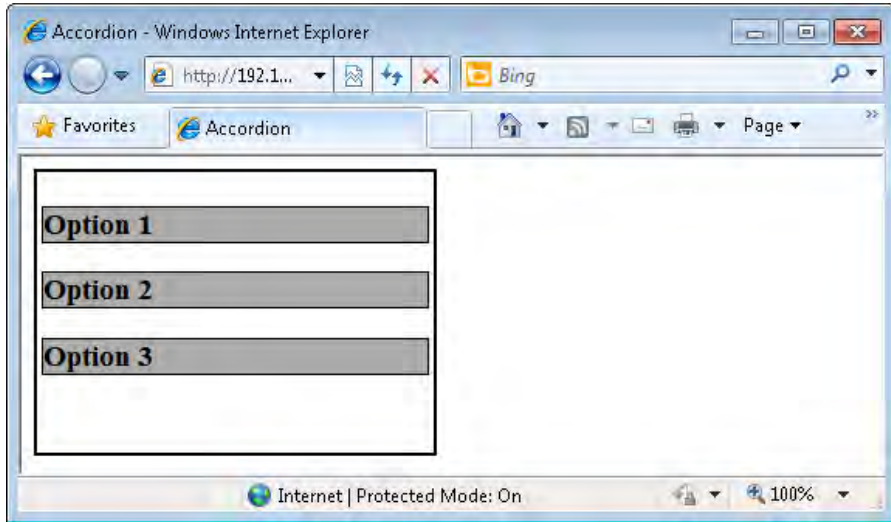 Accordion - Windows Internet Explorer
http://192.1... Bing
Favorites Accordion Page
Option 1
Option 2
Option 3
Internet | Protected Mode: On 100%